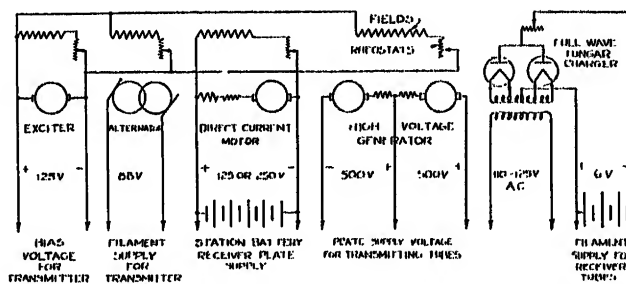 FIELDS
RHEOSTATS
FULL WAVE
TUNGAR
CHARGER
EXCITER
ALTERNATOR
DIRECT CURRENT
MOTOR
HIGH VOLTAGE
GENERATOR
+ 125V −
88V
+ 125 OR 250V −
− 500V + 500V
110-125V
A.C.
+ 6V −
BIAS
VOLTAGE
FOR
TRANSMITTER
FILAMENT
SUPPLY
FOR
TRANSMITTER
STATION BATTERY
RECEIVER PLATE
SUPPLY
PLATE SUPPLY VOLTAGE
FOR TRANSMITTING TUBES
FILAMENT
SUPPLY FOR
RECEIVER
TUBES